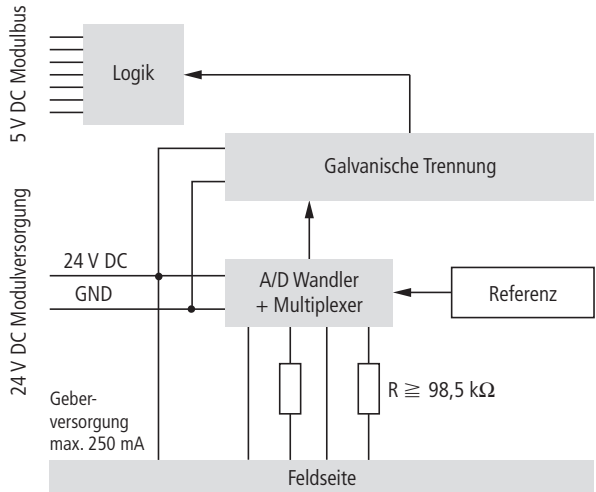 5 V DC Modulbus
Logik
Galvanische Trennung
24 V DC Modulversorgung
24 V DC
GND
A/D Wandler
+ Multiplexer
Referenz
R ≧ 98,5 kΩ
Geber-
versorgung
max. 250 mA
Feldseite